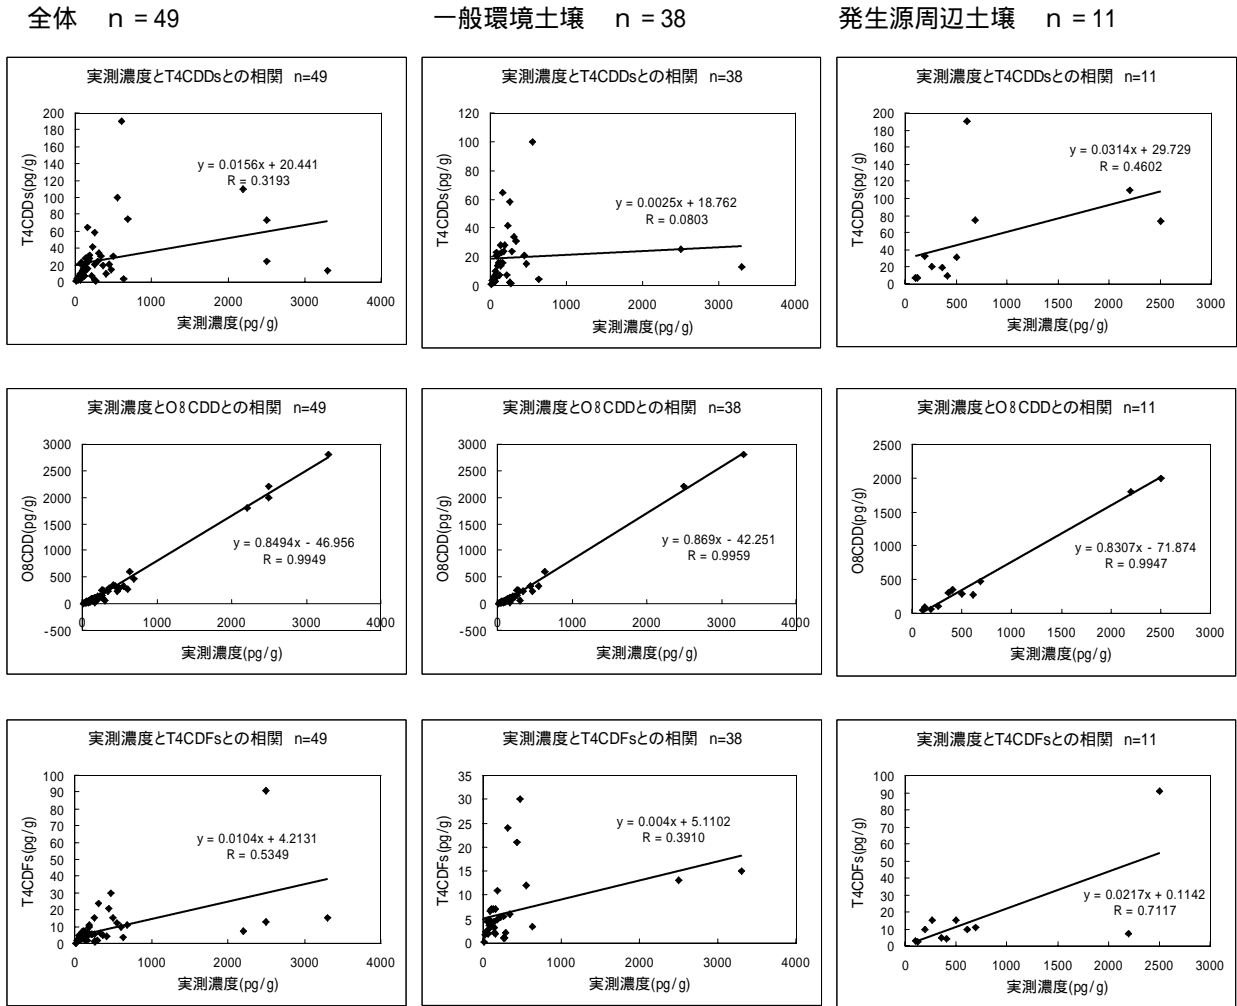 全体 n = 49
一般環境土壌 n = 38
発生源周辺土壌 n = 11
実測濃度とT4CDDsとの相関 n=49
200
180
160
140
120
100
80
60
40
20
0
T4CDDs(pg/g)
y = 0.0156x + 20.441
R = 0.3193
0 1000 2000 3000 4000
実測濃度(pg/g)
実測濃度とT4CDDsとの相関 n=38
120
100
80
60
40
20
0
T4CDDs(pg/g)
y = 0.0025x + 18.762
R = 0.0803
0 1000 2000 3000 4000
実測濃度(pg/g)
実測濃度とT4CDDsとの相関 n=11
200
180
160
140
120
100
80
60
40
20
0
T4CDDs(pg/g)
y = 0.0314x + 29.729
R = 0.4602
0 500 1000 1500 2000 2500 3000
実測濃度(pg/g)
実測濃度とO8CDDとの相関 n=49
3000
2500
2000
1500
1000
500
0
-500
O8CDD(pg/g)
y = 0.8494x - 46.956
R = 0.9949
0 1000 2000 3000 4000
実測濃度(pg/g)
実測濃度とO8CDDとの相関 n=38
3000
2500
2000
1500
1000
500
0
-500
O8CDD(pg/g)
y = 0.869x - 42.251
R = 0.9959
0 1000 2000 3000 4000
実測濃度(pg/g)
実測濃度とO8CDDとの相関 n=11
2500
2000
1500
1000
500
0
O8CDD(pg/g)
y = 0.8307x - 71.874
R = 0.9947
0 500 1000 1500 2000 2500 3000
実測濃度(pg/g)
実測濃度とT4CDFsとの相関 n=49
100
90
80
70
60
50
40
30
20
10
0
T4CDFs(pg/g)
y = 0.0104x + 4.2131
R = 0.5349
0 1000 2000 3000 4000
実測濃度(pg/g)
実測濃度とT4CDFsとの相関 n=38
35
30
25
20
15
10
5
0
T4CDFs(pg/g)
y = 0.004x + 5.1102
R = 0.3910
0 1000 2000 3000 4000
実測濃度(pg/g)
実測濃度とT4CDFsとの相関 n=11
100
90
80
70
60
50
40
30
20
10
0
T4CDFs(pg/g)
y = 0.0217x + 0.1142
R = 0.7117
0 500 1000 1500 2000 2500 3000
実測濃度(pg/g)